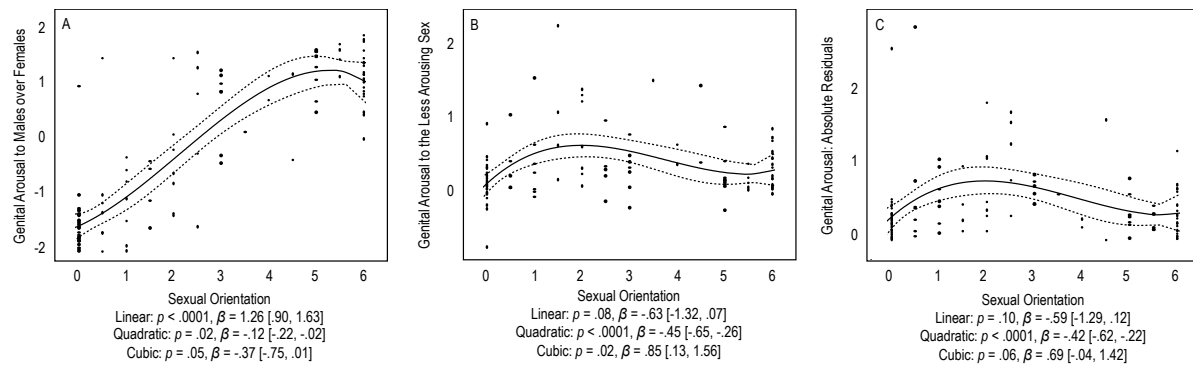 A
Genital Arousal to Males over Females
2
1
0
-1
-2
0 1 2 3 4 5 6
Sexual Orientation
Linear: p < .0001, β = 1.26 [.90, 1.63]
Quadratic: p = .02, β = -.12 [-.22, -.02]
Cubic: p = .05, β = -.37 [-.75, .01]
B
Genital Arousal to the Less Arousing Sex
2
1
0
0 1 2 3 4 5 6
Sexual Orientation
Linear: p = .08, β = -.63 [-1.32, .07]
Quadratic: p < .0001, β = -.45 [-.65, -.26]
Cubic: p = .02, β = .85 [.13, 1.56]
C
Genital Arousal: Absolute Residuals
2
1
0
0 1 2 3 4 5 6
Sexual Orientation
Linear: p = .10, β = -.59 [-1.29, .12]
Quadratic: p < .0001, β = -.42 [-.62, -.22]
Cubic: p = .06, β = .69 [-.04, 1.42]